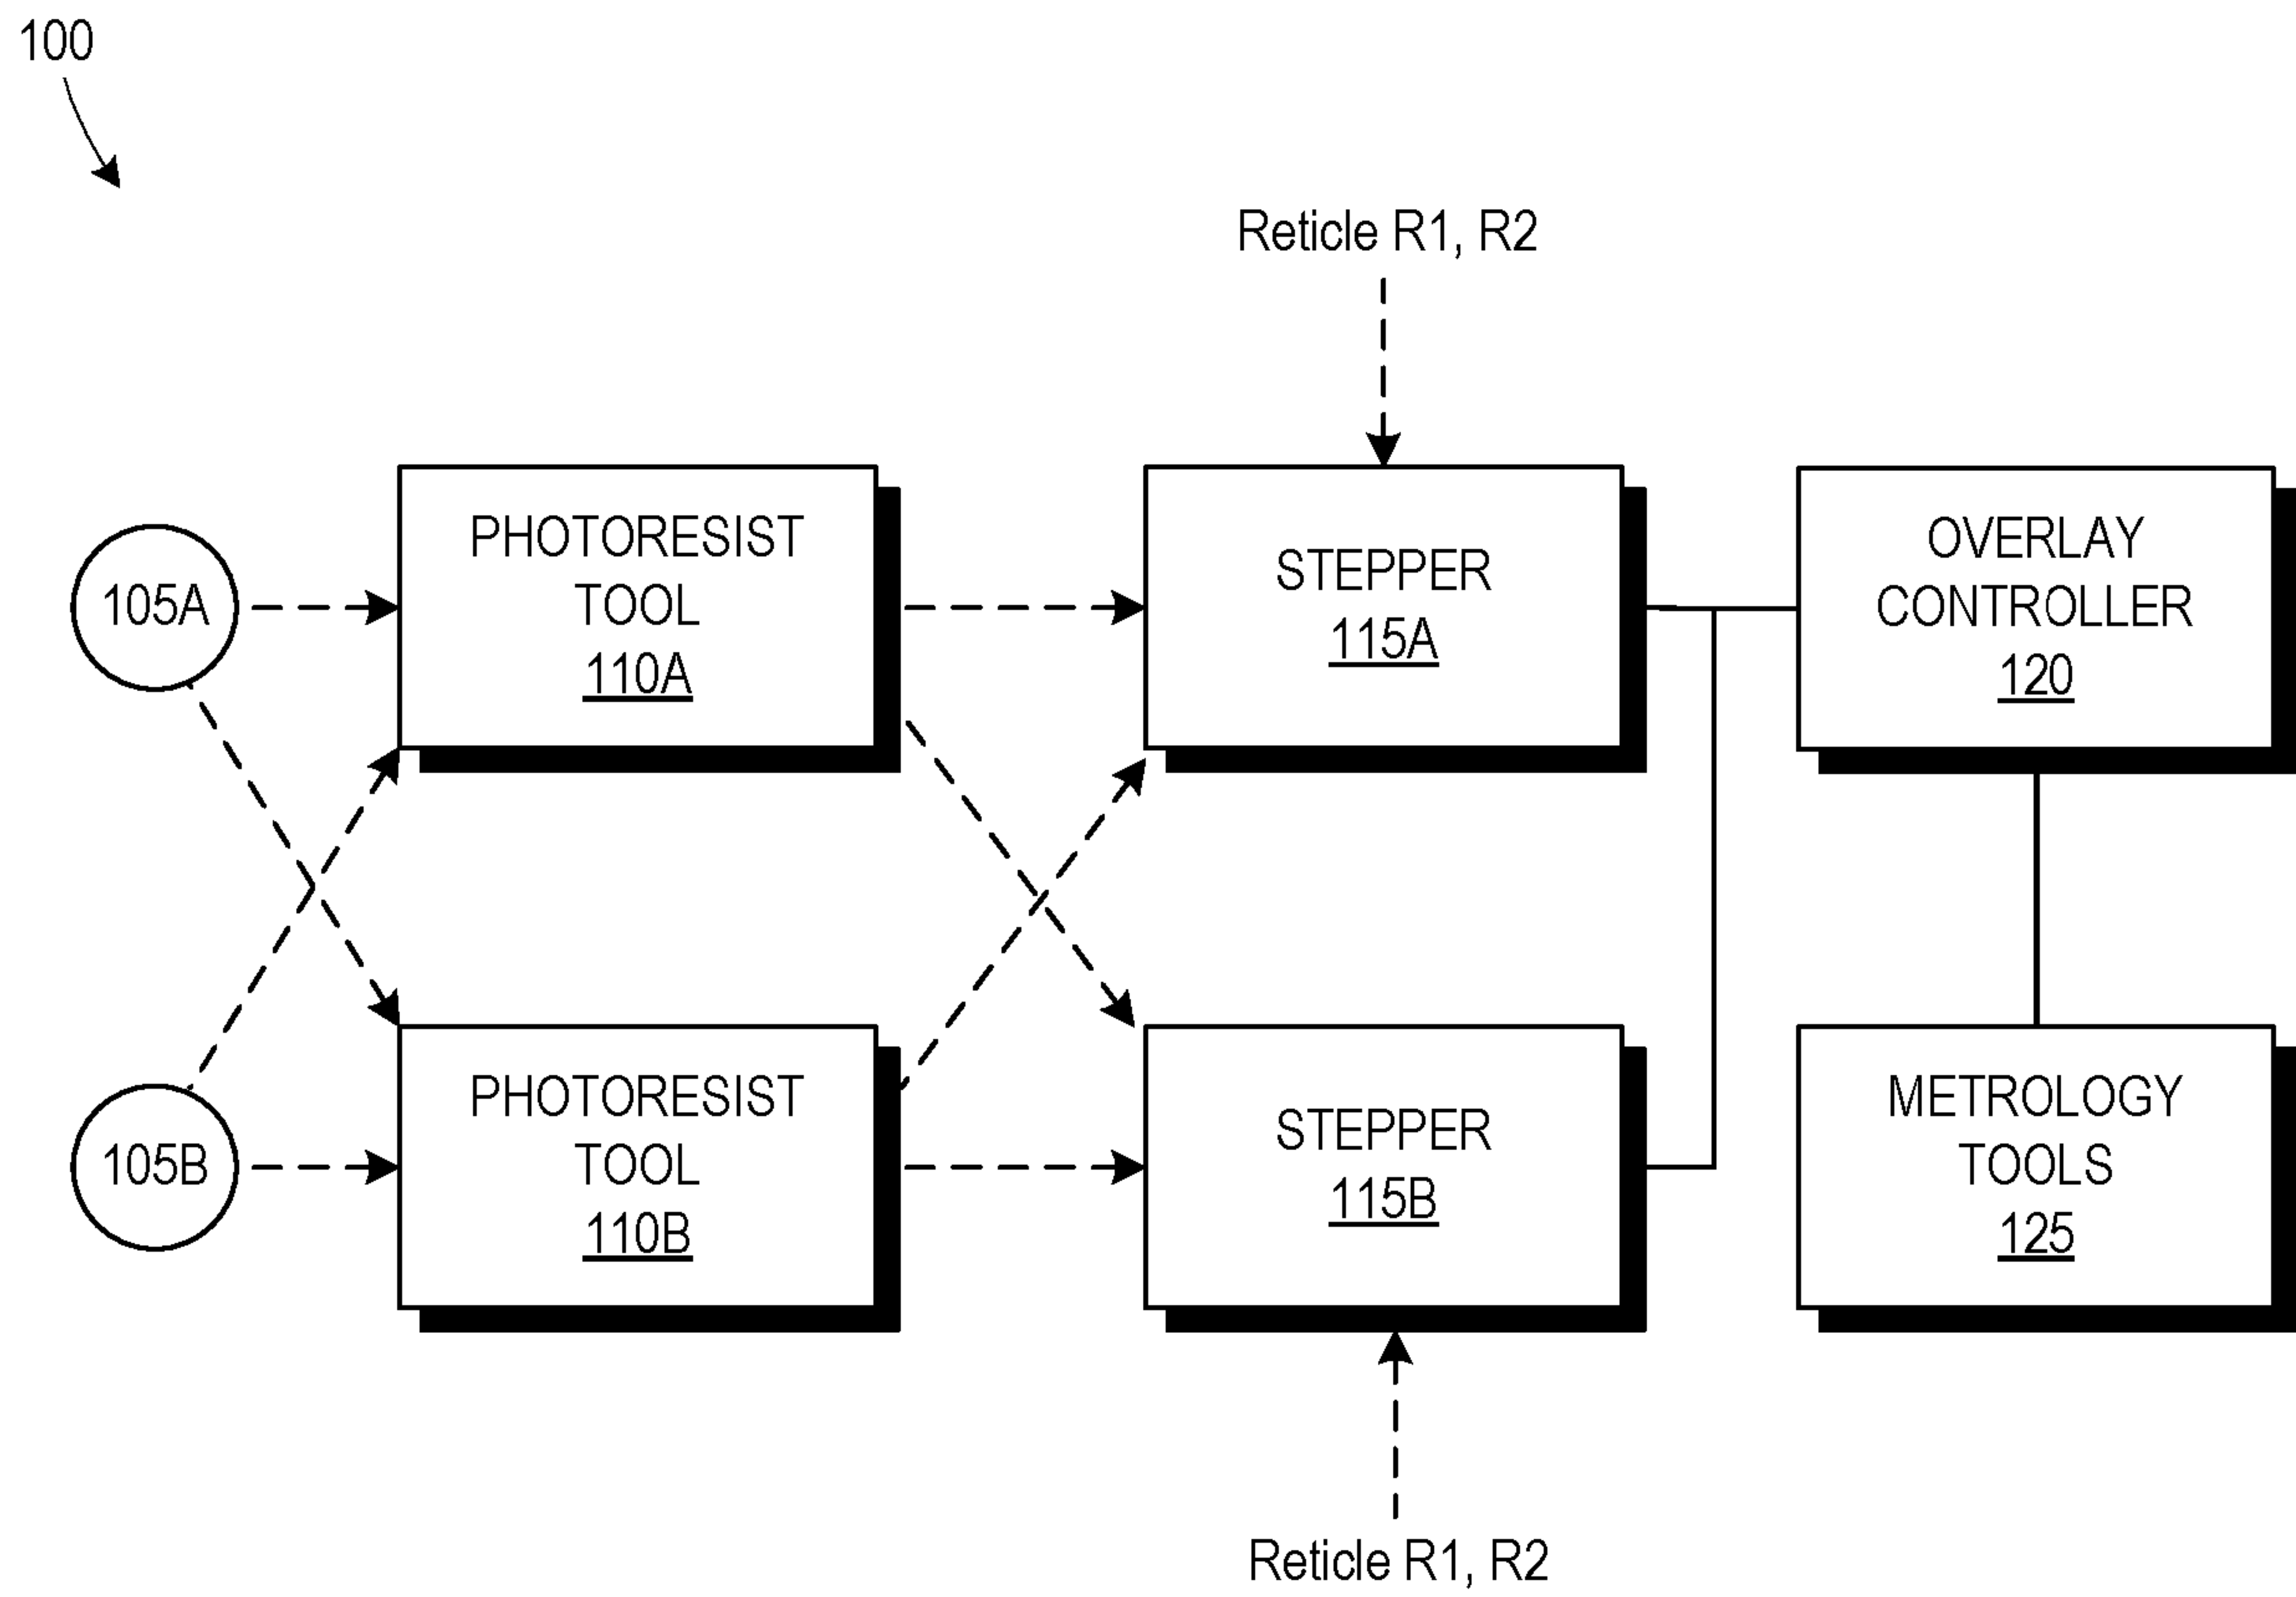 100
Reticle R1, R2
105A
PHOTORESIST
TOOL
110A
STEPPER
115A
OVERLAY
CONTROLLER
120
105B
PHOTORESIST
TOOL
110B
STEPPER
115B
METROLOGY
TOOLS
125
Reticle R1, R2